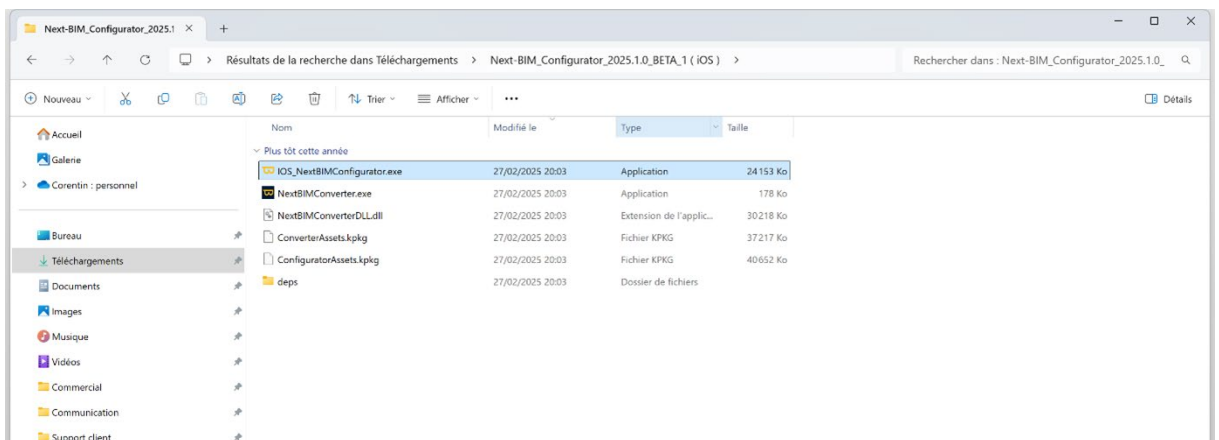 Next-BIM_Configurator_2025.1
Résultats de la recherche dans Téléchargements > Next-BIM_Configurator_2025.1.0_BETA_1 ( iOS ) >
Rechercher dans : Next-BIM_Configurator_2025.1.0_
Nouveau
Trier
Afficher
Détails
Nom Modifié le Type Taille
Accueil
Galerie
Corentin : personnel
Bureau
Téléchargements
Documents
Images
Musique
Vidéos
Commercial
Communication
Support client
Plus tôt cette année
IOS_NextBIMConfigurator.exe 27/02/2025 20:03 Application 24 153 Ko
NextBIMConverter.exe 27/02/2025 20:03 Application 178 Ko
NextBIMConverterDLL.dll 27/02/2025 20:03 Extension de l'applic... 30 218 Ko
ConverterAssets.kpkg 27/02/2025 20:03 Fichier KPKG 37 217 Ko
ConfiguratorAssets.kpkg 27/02/2025 20:03 Fichier KPKG 40 652 Ko
deps 27/02/2025 20:03 Dossier de fichiers